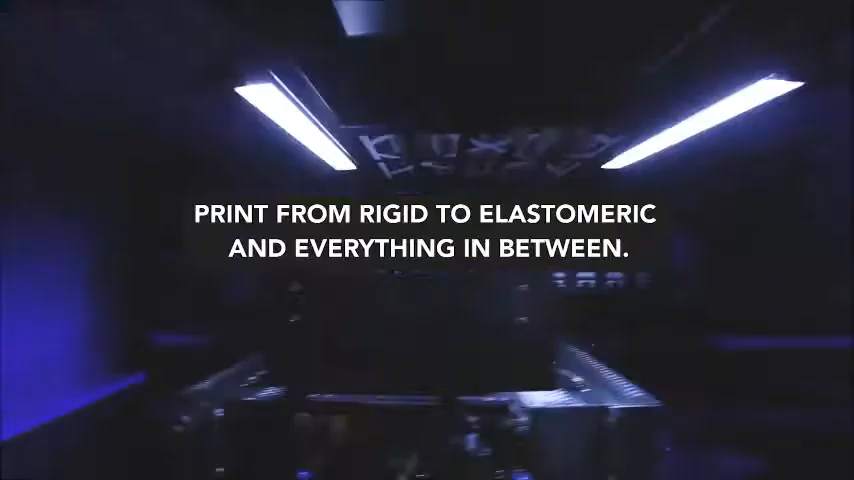 PRINT FROM RIGID TO ELASTOMERIC
AND EVERYTHING IN BETWEEN.